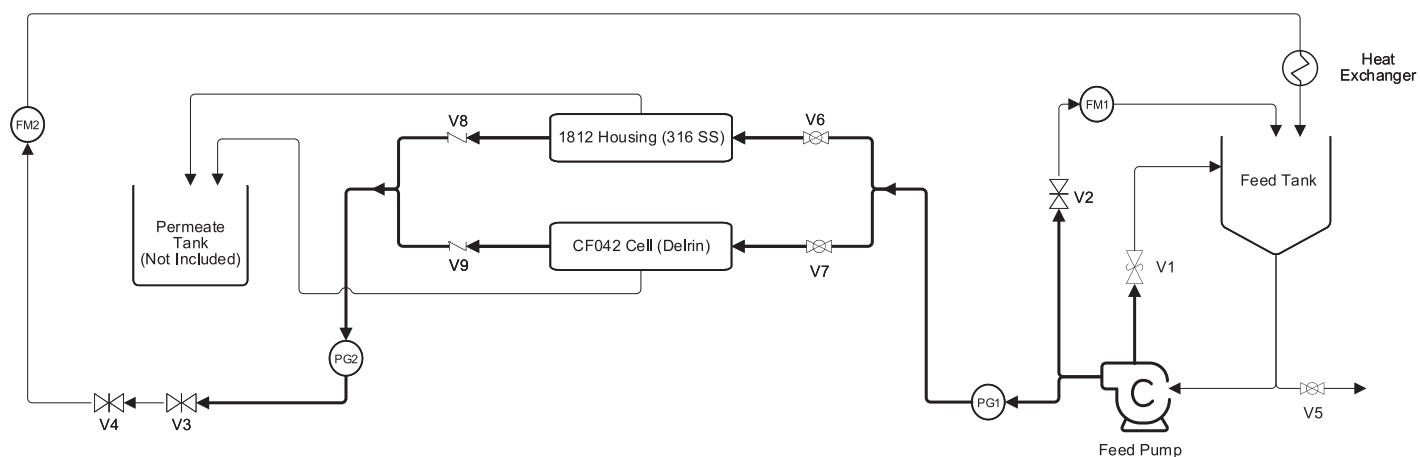 Heat
Exchanger
FM1
FM2
V8
V6
1812 Housing (316 SS)
V2
Feed Tank
Permeate
Tank
(Not Included)
CF042 Cell (Delrin)
V9
V7
V1
PG2
C
PG1
V4
V3
V5
Feed Pump